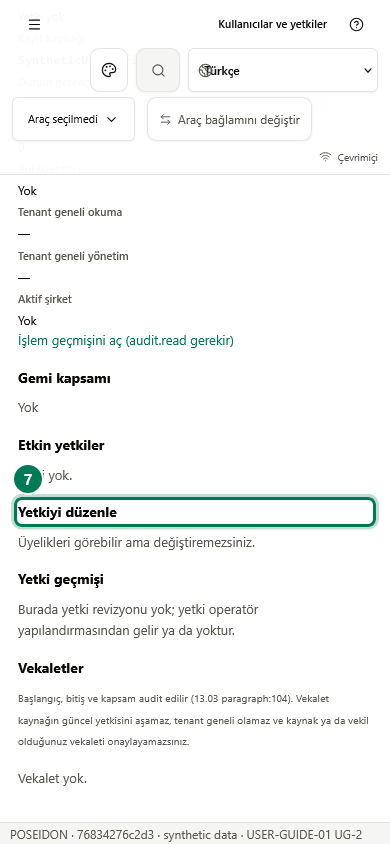 Kullanıcılar ve yetkiler
Türkçe
Araç seçilmedi
Araç bağlamını değiştir
Çevrimiçi
Yok
Tenant geneli okuma
—
Tenant geneli yönetim
—
Aktif şirket
Yok
İşlem geçmişini aç (audit.read gerekir)
Gemi kapsamı
Yok
Etkin yetkiler
yok.
7
Yetkiyi düzenle
Üyelikleri görebilir ama değiştiremezsiniz.
Yetki geçmişi
Burada yetki revizyonu yok; yetki operatör
yapılandırmasından gelir ya da yoktur.
Vekaletler
Başlangıç, bitiş ve kapsam audit edilir (13.03 paragraph:104). Vekalet
kaynağın güncel yetkisini aşamaz, tenant geneli olamaz ve kaynak ya da vekil
olduğunuz vekaleti onaylayamazsınız.
Vekalet yok.
POSEIDON · 76834276c2d3 · synthetic data · USER-GUIDE-01 UG-2